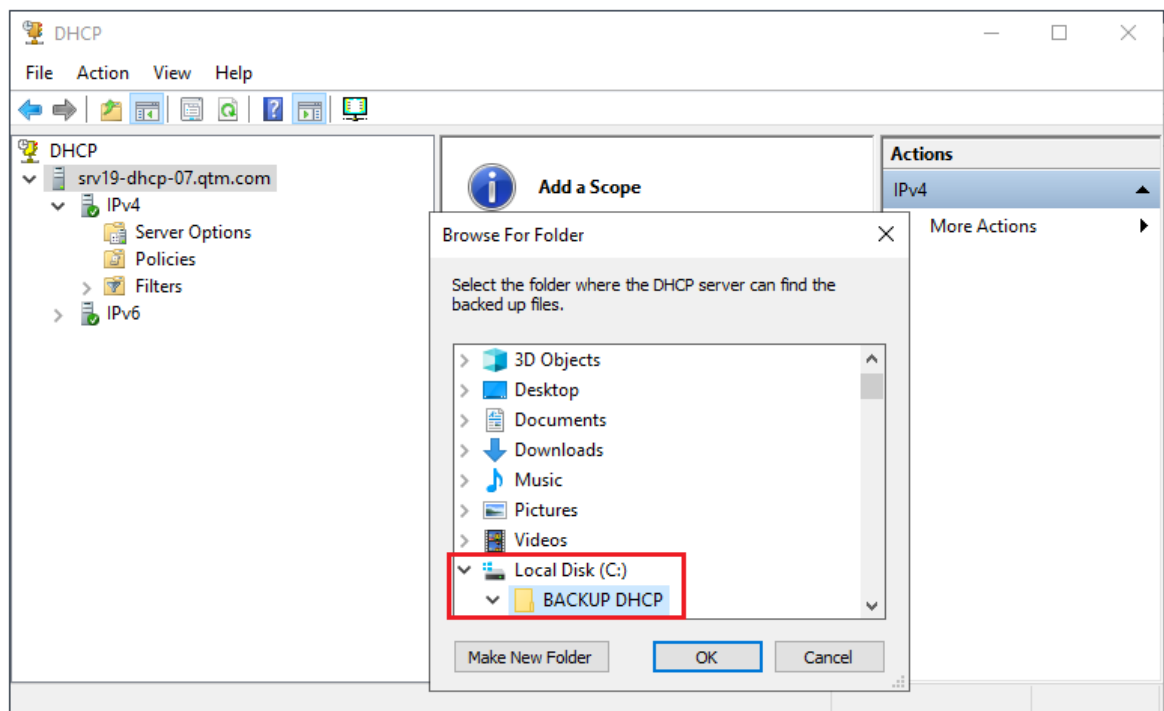 DHCP
File Action View Help
DHCP
srv19-dhcp-07.qtm.com
IPv4
Server Options
Policies
Filters
IPv6
Add a Scope
Actions
IPv4
More Actions
Browse For Folder
Select the folder where the DHCP server can find the
backed up files.
3D Objects
Desktop
Documents
Downloads
Music
Pictures
Videos
Local Disk (C:)
BACKUP DHCP
Make New Folder OK Cancel